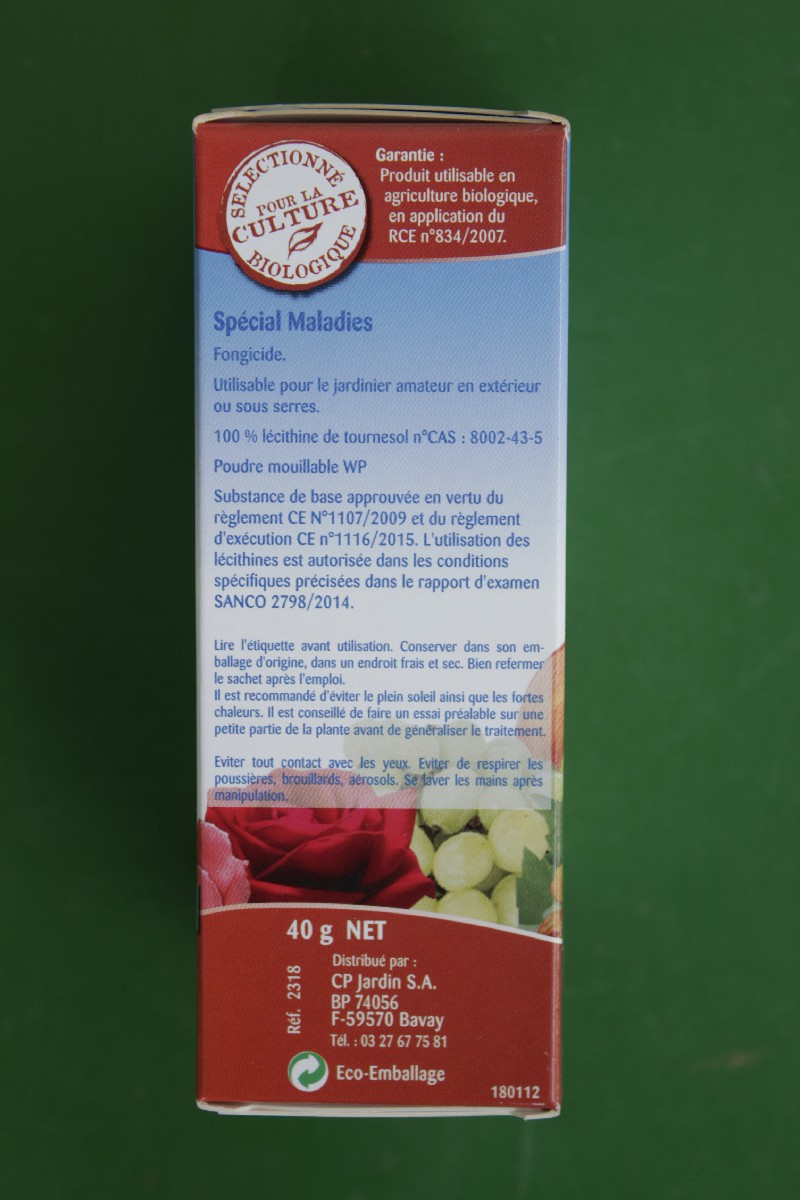 SELECTIONNÉ
POUR LA
CULTURE
BIOLOGIQUE
Garantie :
Produit utilisable en
agriculture biologique,
en application du
RCE n°834/2007.
Spécial Maladies
Fongicide.
Utilisable pour le jardinier amateur en extérieur
ou sous serres.
100 % lécithine de tournesol n°CAS : 8002-43-5
Poudre mouillable WP
Substance de base approuvée en vertu du
règlement CE N°1107/2009 et du règlement
d'exécution CE n°1116/2015. L'utilisation des
lécithines est autorisée dans les conditions
spécifiques précisées dans le rapport d'examen
SANCO 2798/2014.
Lire l'étiquette avant utilisation. Conserver dans son em-
ballage d'origine, dans un endroit frais et sec. Bien refermer
le sachet après l'emploi.
Il est recommandé d'éviter le plein soleil ainsi que les fortes
chaleurs. Il est conseillé de faire un essai préalable sur une
petite partie de la plante avant de généraliser le traitement.
Eviter tout contact avec les yeux. Eviter de respirer les
poussières, brouillards, aérosols. Se laver les mains après
manipulation.
40 g NET
Réf. 2318
Distribué par :
CP Jardin S.A.
BP 74056
F-59570 Bavay
Tél. : 03 27 67 75 81
Eco-Emballage
180112